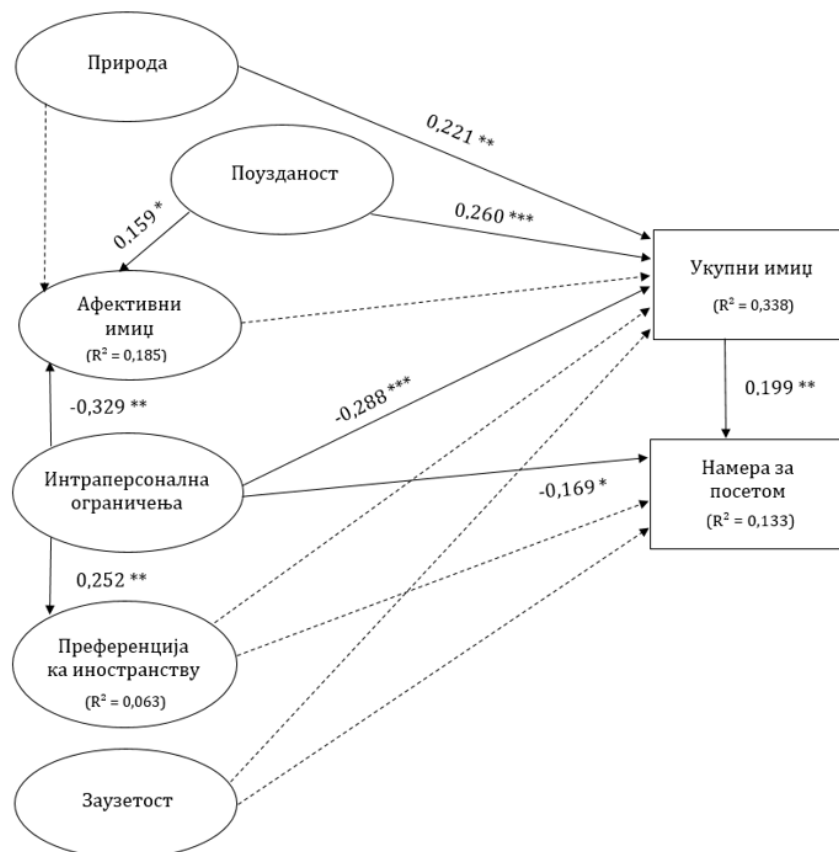 Природа
0,221 **
Поузданост
0,159 *
0,260 ***
Укупни имиџ
(R² = 0,338)
Афективни
имиџ
(R² = 0,185)
-0,329 **
-0,288 ***
0,199 **
Интраперсонална
ограничења
Намера за
посетом
(R² = 0,133)
-0,169 *
0,252 **
Преференција
ка иностранству
(R² = 0,063)
Заузетост